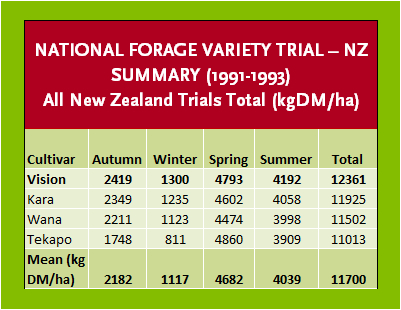 NATIONAL FORAGE VARIETY TRIAL – NZ
SUMMARY (1991-1993)
All New Zealand Trials Total (kgDM/ha)
Cultivar Autumn Winter Spring Summer Total
Vision 2419 1300 4793 4192 12361
Kara 2349 1235 4602 4058 11925
Wana 2211 1123 4474 3998 11502
Tekapo 1748 811 4860 3909 11013
Mean (kg
DM/ha) 2182 1117 4682 4039 11700